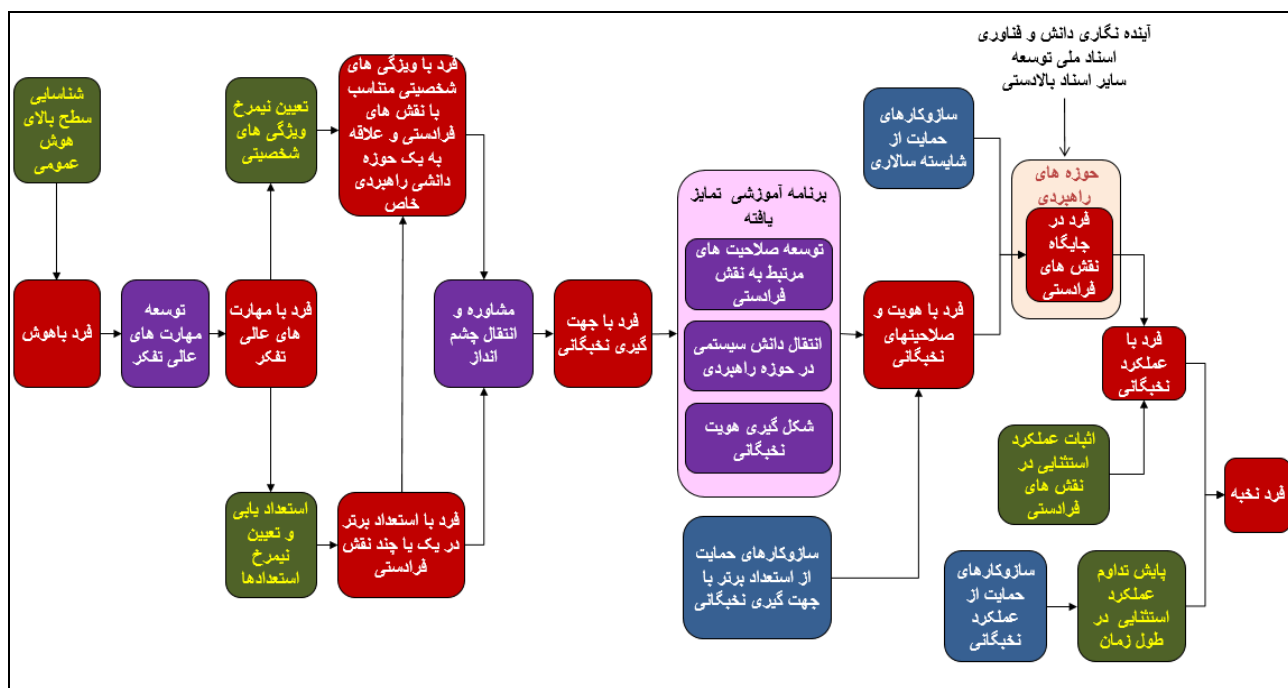 شناسایی
سطح بالای
هوش
عمومی
فرد باهوش
توسعه
مهارت های
عالی تفکر
تعیین نیمرخ
ویژگی های
شخصیتی
فرد با مهارت
های عالی
تفکر
استعداد یابی
و تعیین
نیمرخ
استعدادها
فرد با ویژگی های
شخصیتی متناسب
با نقش های
فرادستی و علاقه
به یک حوزه
دانشی راهبردی
خاص
فرد با استعداد برتر
در یک یا چند نقش
فرادستی
مشاوره و
انتقال چشم
انداز
فرد با جهت
گیری نخبگانی
برنامه آموزشی تمایز
یافته
توسعه صلاحیت های
مرتبط به نقش
فرادستی
انتقال دانش سیستمی
در حوزه راهبردی
شکل گیری هویت
نخبگانی
سازوکارهای حمایت
از استعداد برتر با
جهت گیری نخبگانی
سازوکارهای
حمایت از
شایسته سالاری
فرد با هویت و
صلاحیتهای
نخبگانی
آینده نگاری دانش و فناوری
اسناد ملی توسعه
سایر اسناد بالادستی
حوزه های
راهبردی
فرد در
جایگاه
نقش های
فرادستی
فرد با
عملکرد
نخبگانی
اثبات عملکرد
استثنایی در
نقش های
فرادستی
سازوکارهای
حمایت از
عملکرد
نخبگانی
پایش تداوم
عملکرد
استثنایی در
طول زمان
فرد نخبه